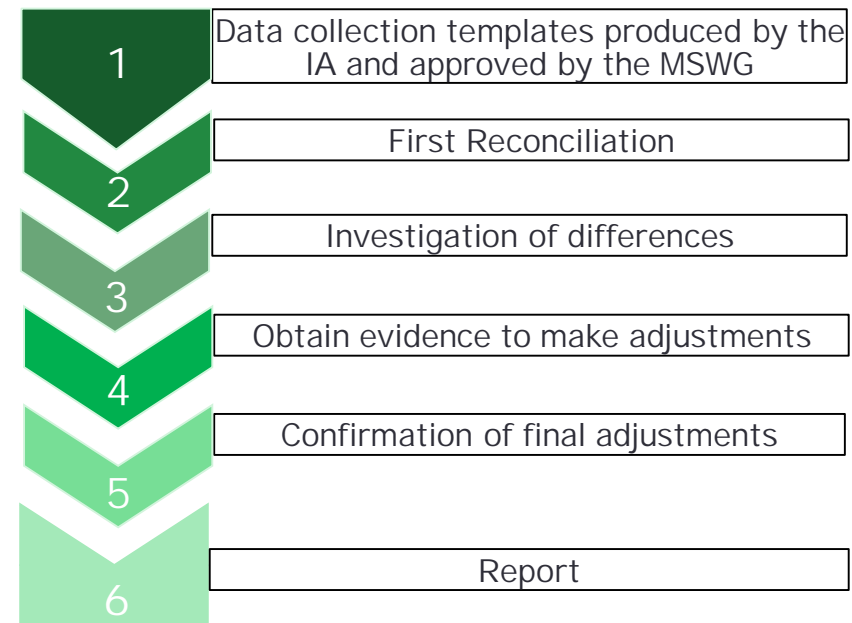 1
Data collection templates produced by the
IA and approved by the MSWG
2
First Reconciliation
3
Investigation of differences
4
Obtain evidence to make adjustments
5
Confirmation of final adjustments
6
Report